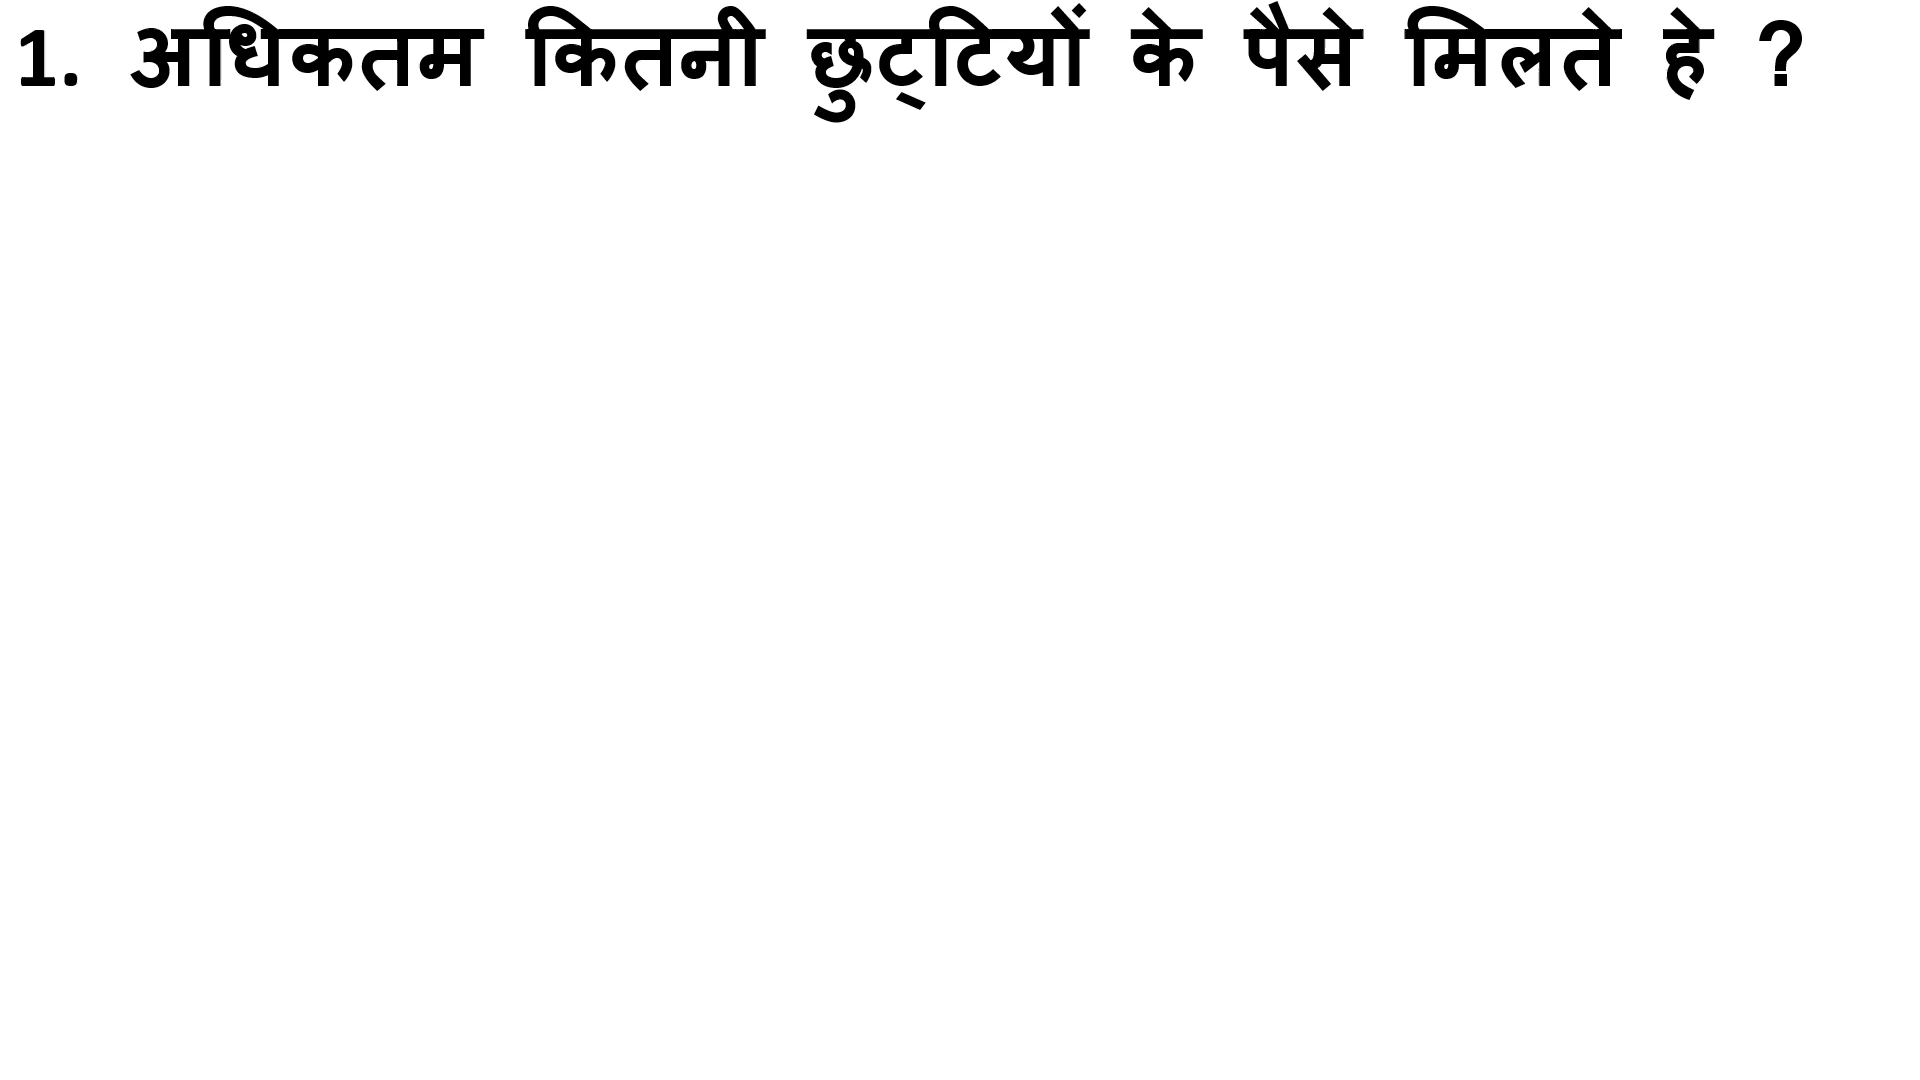 1. अधिकतम कितनी छुट्टियों के पैसे मिलते हे ?